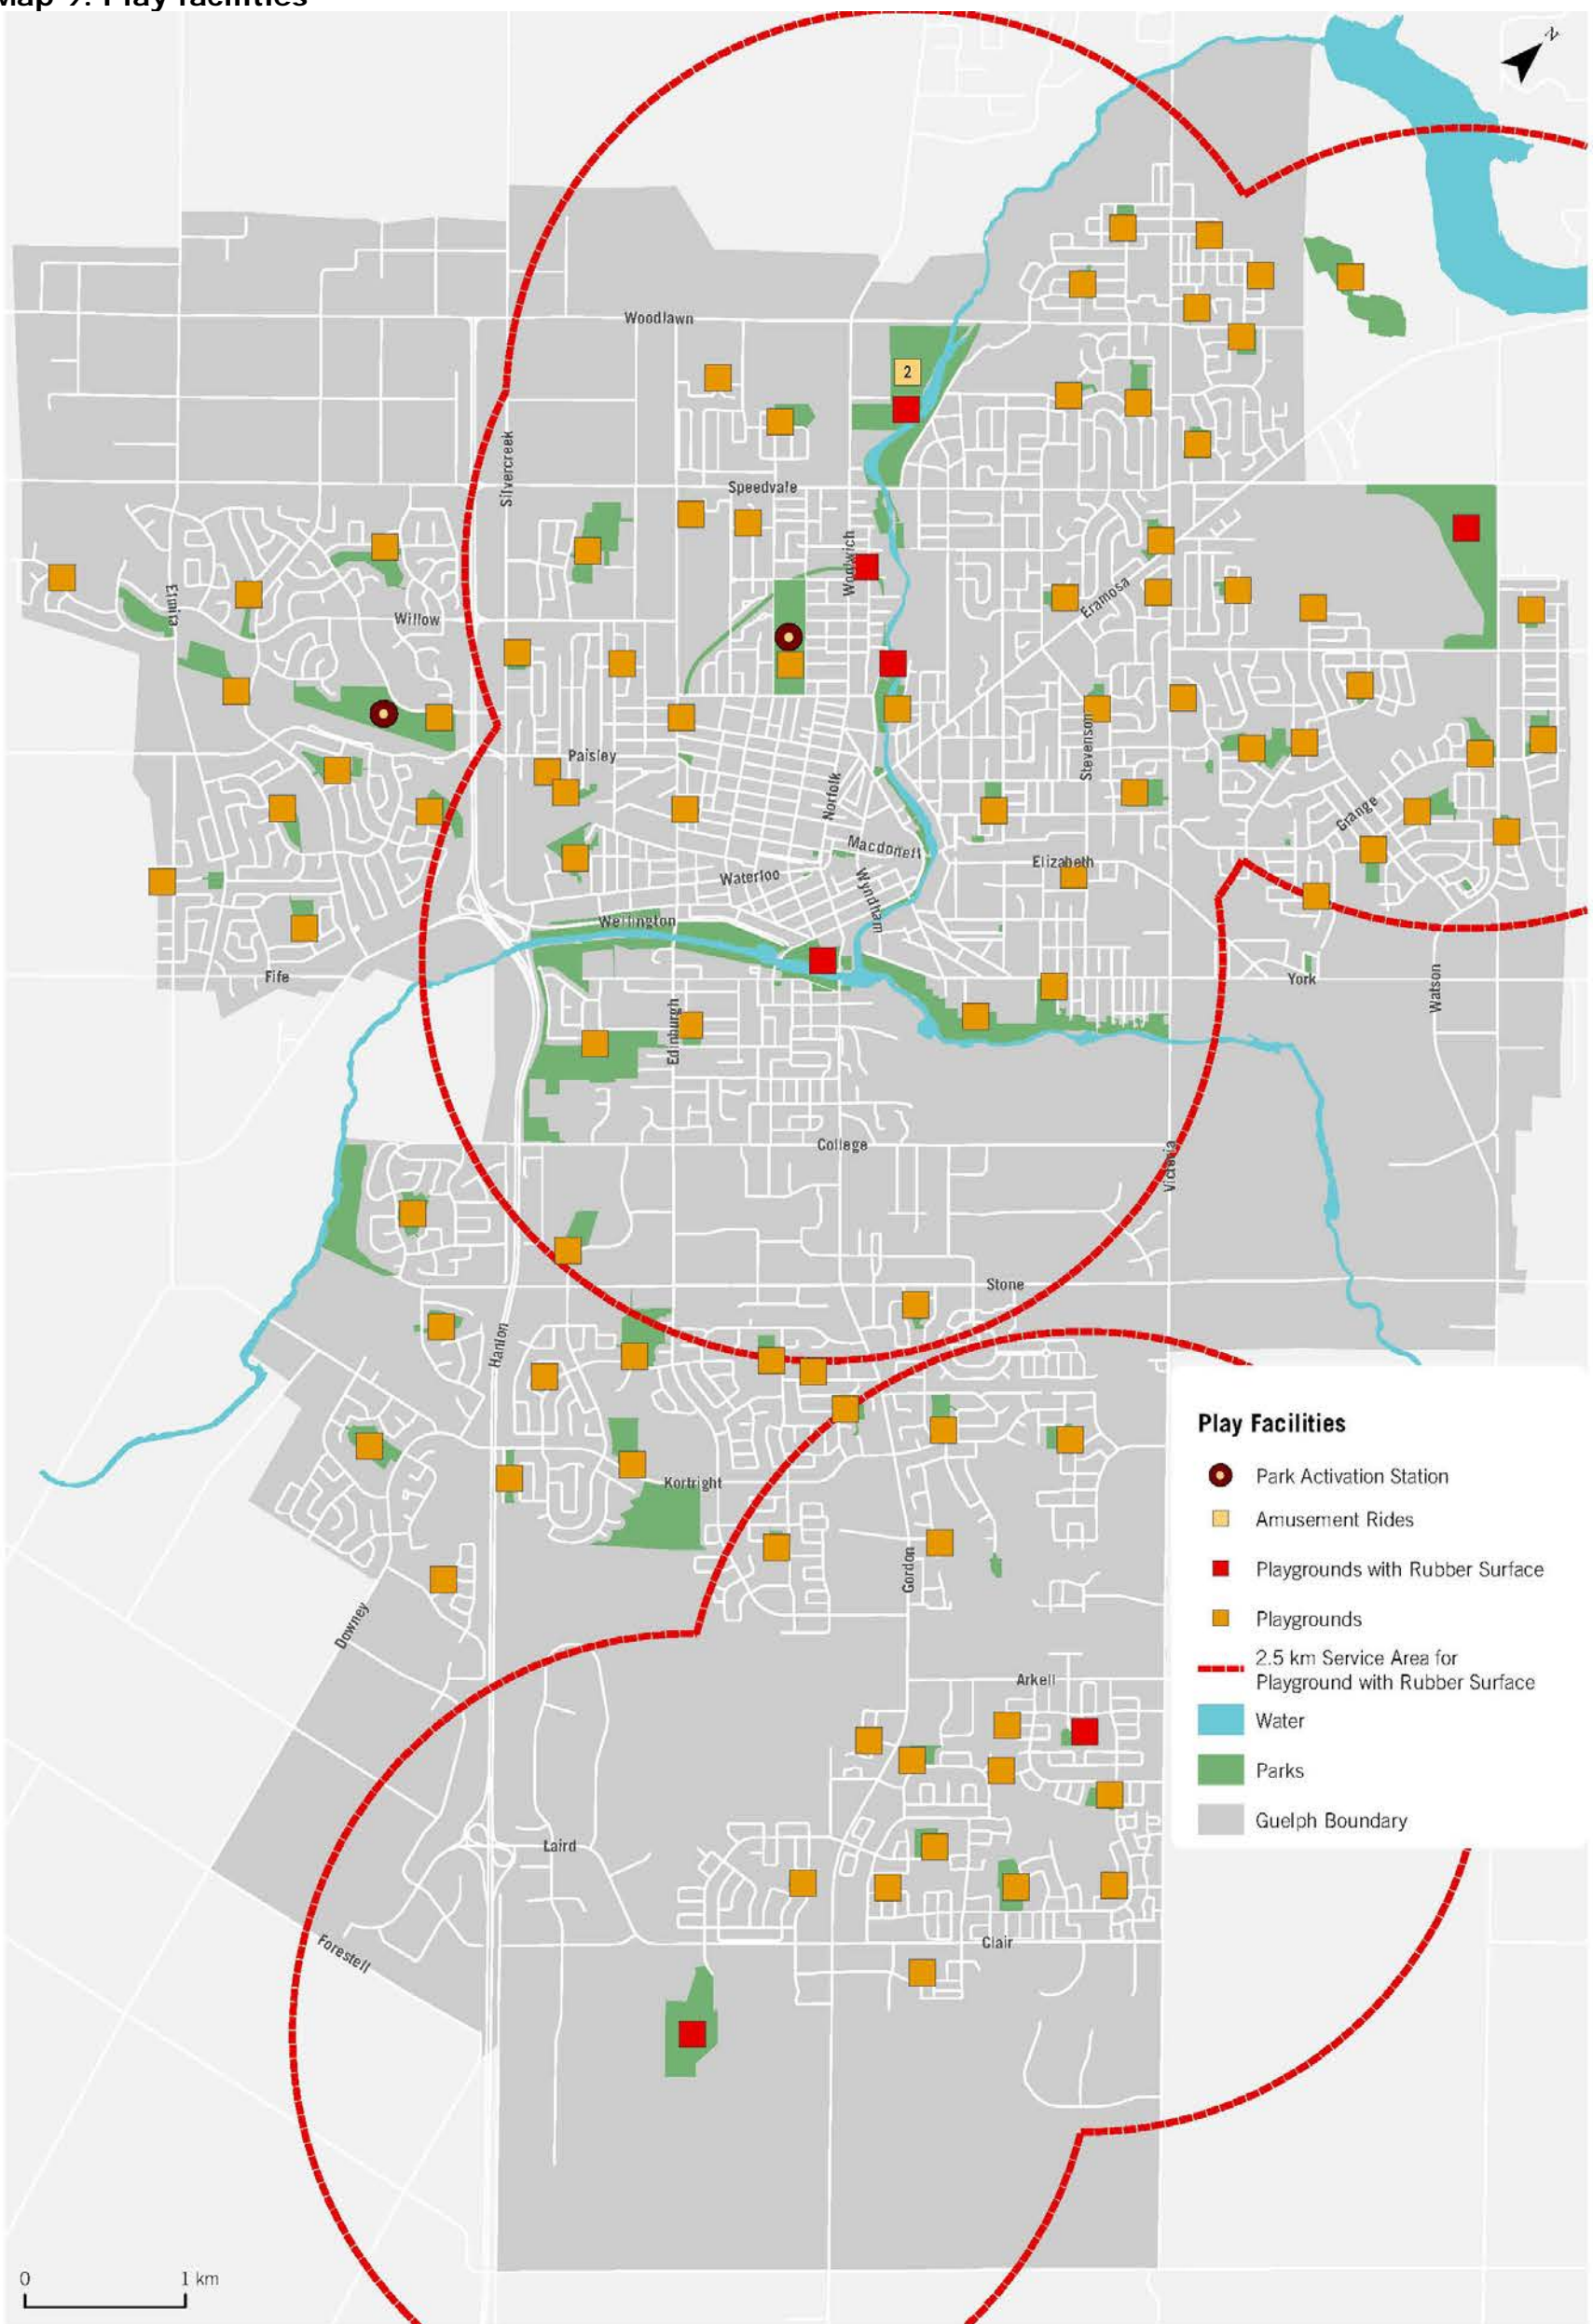 Map 9: Play facilities
N
Woodlawn
2
Silvercreek
Speedvale
Woolwich
Elmira
Willow
Eramosa
Stevenson
Paisley
Norfolk
Grange
Macdonell
Elizabeth
Waterloo
Wyndham
Wellington
Fife
York
Watson
Edinburgh
College
Victoria
Stone
Hanlon
Kortright
Gordon
Downey
Arkell
Laird
Clair
Forestell
Play Facilities
Park Activation Station
Amusement Rides
Playgrounds with Rubber Surface
Playgrounds
2.5 km Service Area for
Playground with Rubber Surface
Water
Parks
Guelph Boundary
0 1 km